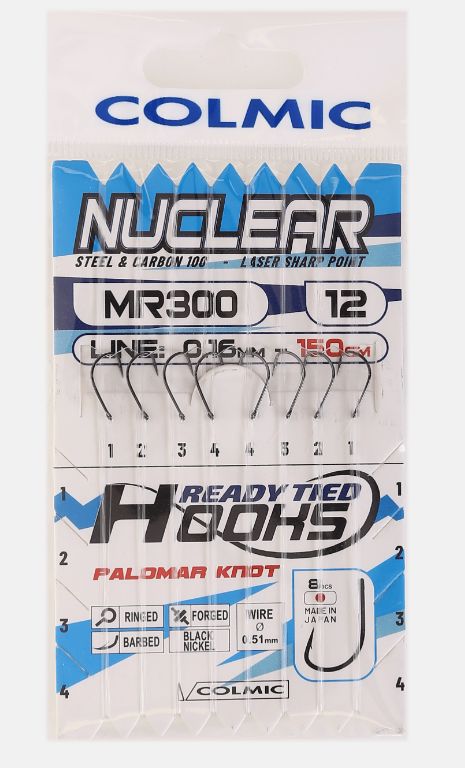 COLMIC
NUCLEAR
STEEL & CARBON 100 - LASER SHARP POINT
MR300 12
LINE: 0.16MM - 150CM
1 2 3 4 4 3 2 1
READY TIED
HOOKS
PALOMAR KNOT
1 1
2 2
3 3
4 4
8 PCS
MADE IN
JAPAN
RINGED FORGED WIRE
Ø
BARBED BLACK
NICKEL 0.51mm
COLMIC